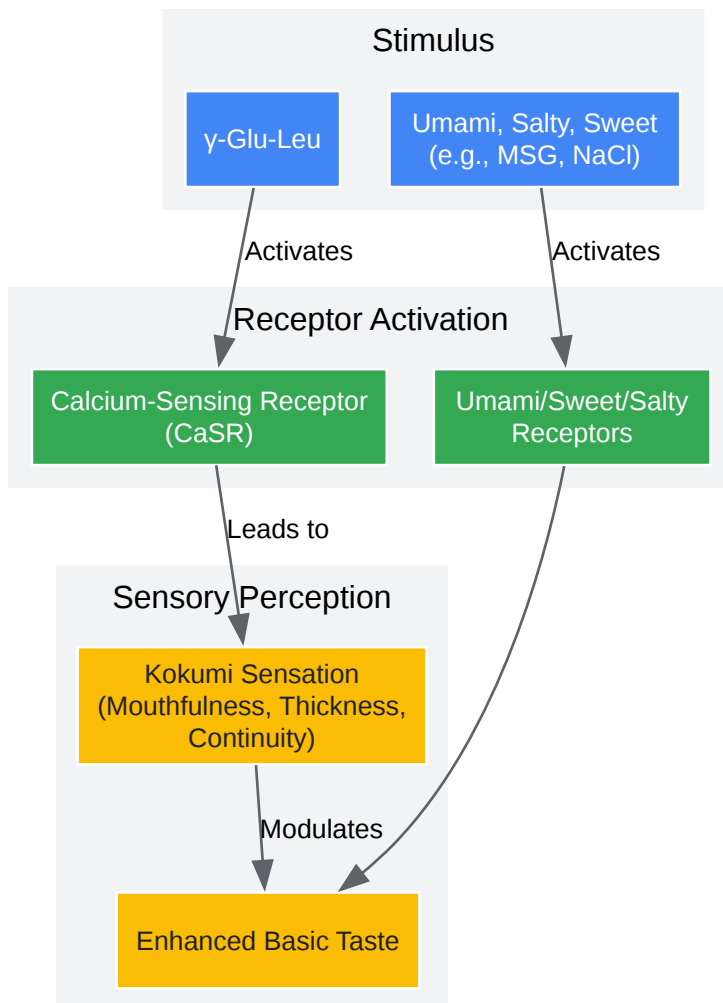 Stimulus
γ-Glu-Leu
Umami, Salty, Sweet
(e.g., MSG, NaCl)
Activates
Activates
Receptor Activation
Calcium-Sensing Receptor
(CaSR)
Umami/Sweet/Salty
Receptors
Leads to
Sensory Perception
Kokumi Sensation
(Mouthfulness, Thickness,
Continuity)
Modulates
Enhanced Basic Taste